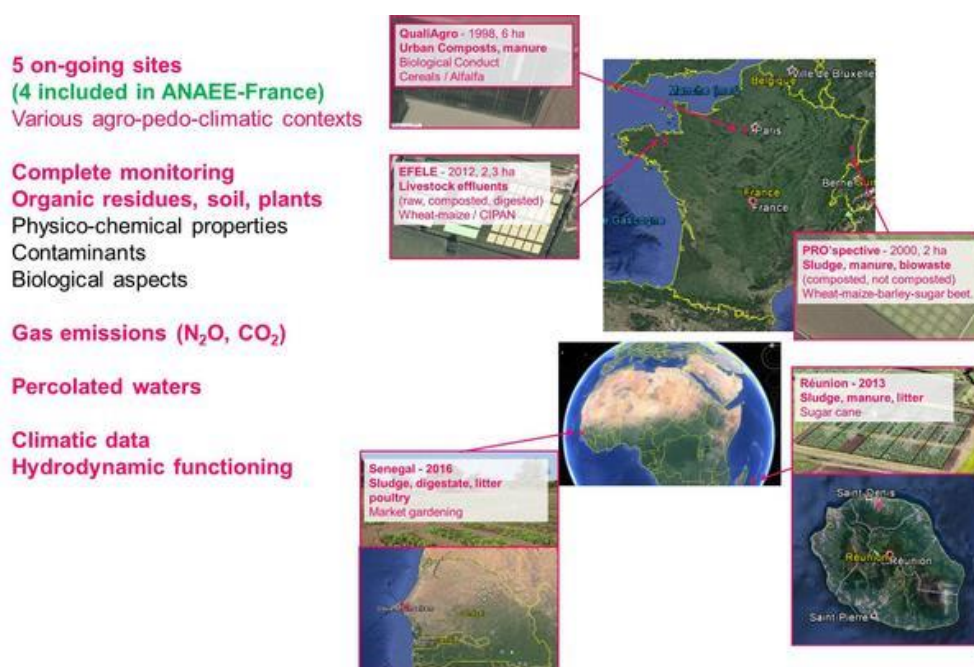 5 on-going sites
(4 included in ANAEE-France)
Various agro-pedo-climatic contexts
Complete monitoring
Organic residues, soil, plants
Physico-chemical properties
Contaminants
Biological aspects
Gas emissions (N₂O, CO₂)
Percolated waters
Climatic data
Hydrodynamic functioning
QualiAgro - 1998, 6 ha
Urban Composts, manure
Biological Conduct
Cereals / Alfalfa
EFELE - 2012, 2,3 ha
Livestock effluents
(raw, composted, digested)
Wheat-maize / CIPAN
Belgique
Ville de Bruxelle
Paris
France
France
Berne
PRO'spective - 2000, 2 ha
Sludge, manure, biowaste
(composted, not composted)
Wheat-maize-barley-sugar beet
Réunion - 2013
Sludge, manure, litter
Sugar cane
Senegal - 2016
Sludge, digestate, litter
poultry
Market gardening
Saint-Denis
Réunion
Réunion
Saint-Pierre